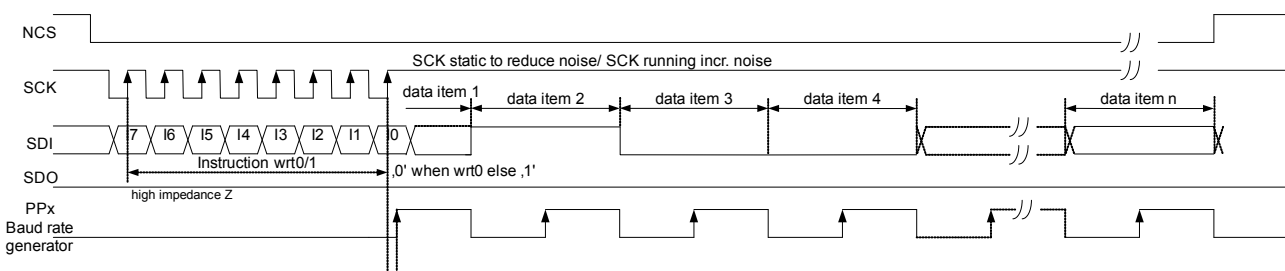 NCS
SCK static to reduce noise/ SCK running incr. noise
SCK
data item 1 data item 2 data item 3 data item 4 data item n
SDI
I7 I6 I5 I4 I3 I2 I1 I0
Instruction wrt0/1
‚0' when wrt0 else ‚1'
SDO
high impedance Z
PPx
Baud rate
generator